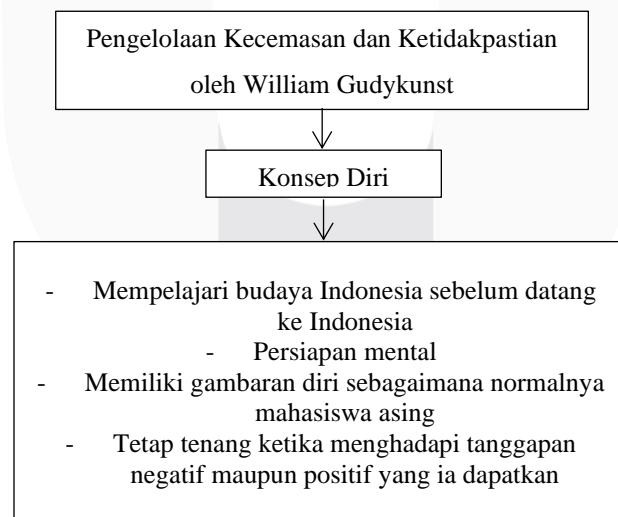 Pengelolaan Kecemasan dan Ketidakpastian
oleh William Gudykunst
Konsep Diri
- Mempelajari budaya Indonesia sebelum datang
ke Indonesia
- Persiapan mental
- Memiliki gambaran diri sebagaimana normalnya
mahasiswa asing
- Tetap tenang ketika menghadapi tanggapan
negatif maupun positif yang ia dapatkan